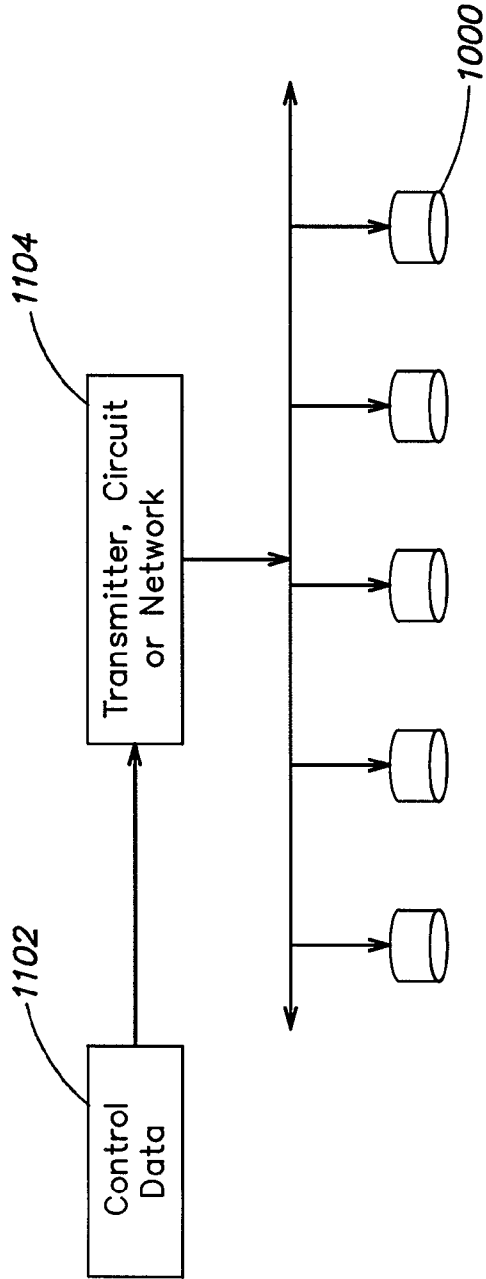 1102
Control
Data
1104
Transmitter, Circuit
or Network
1000